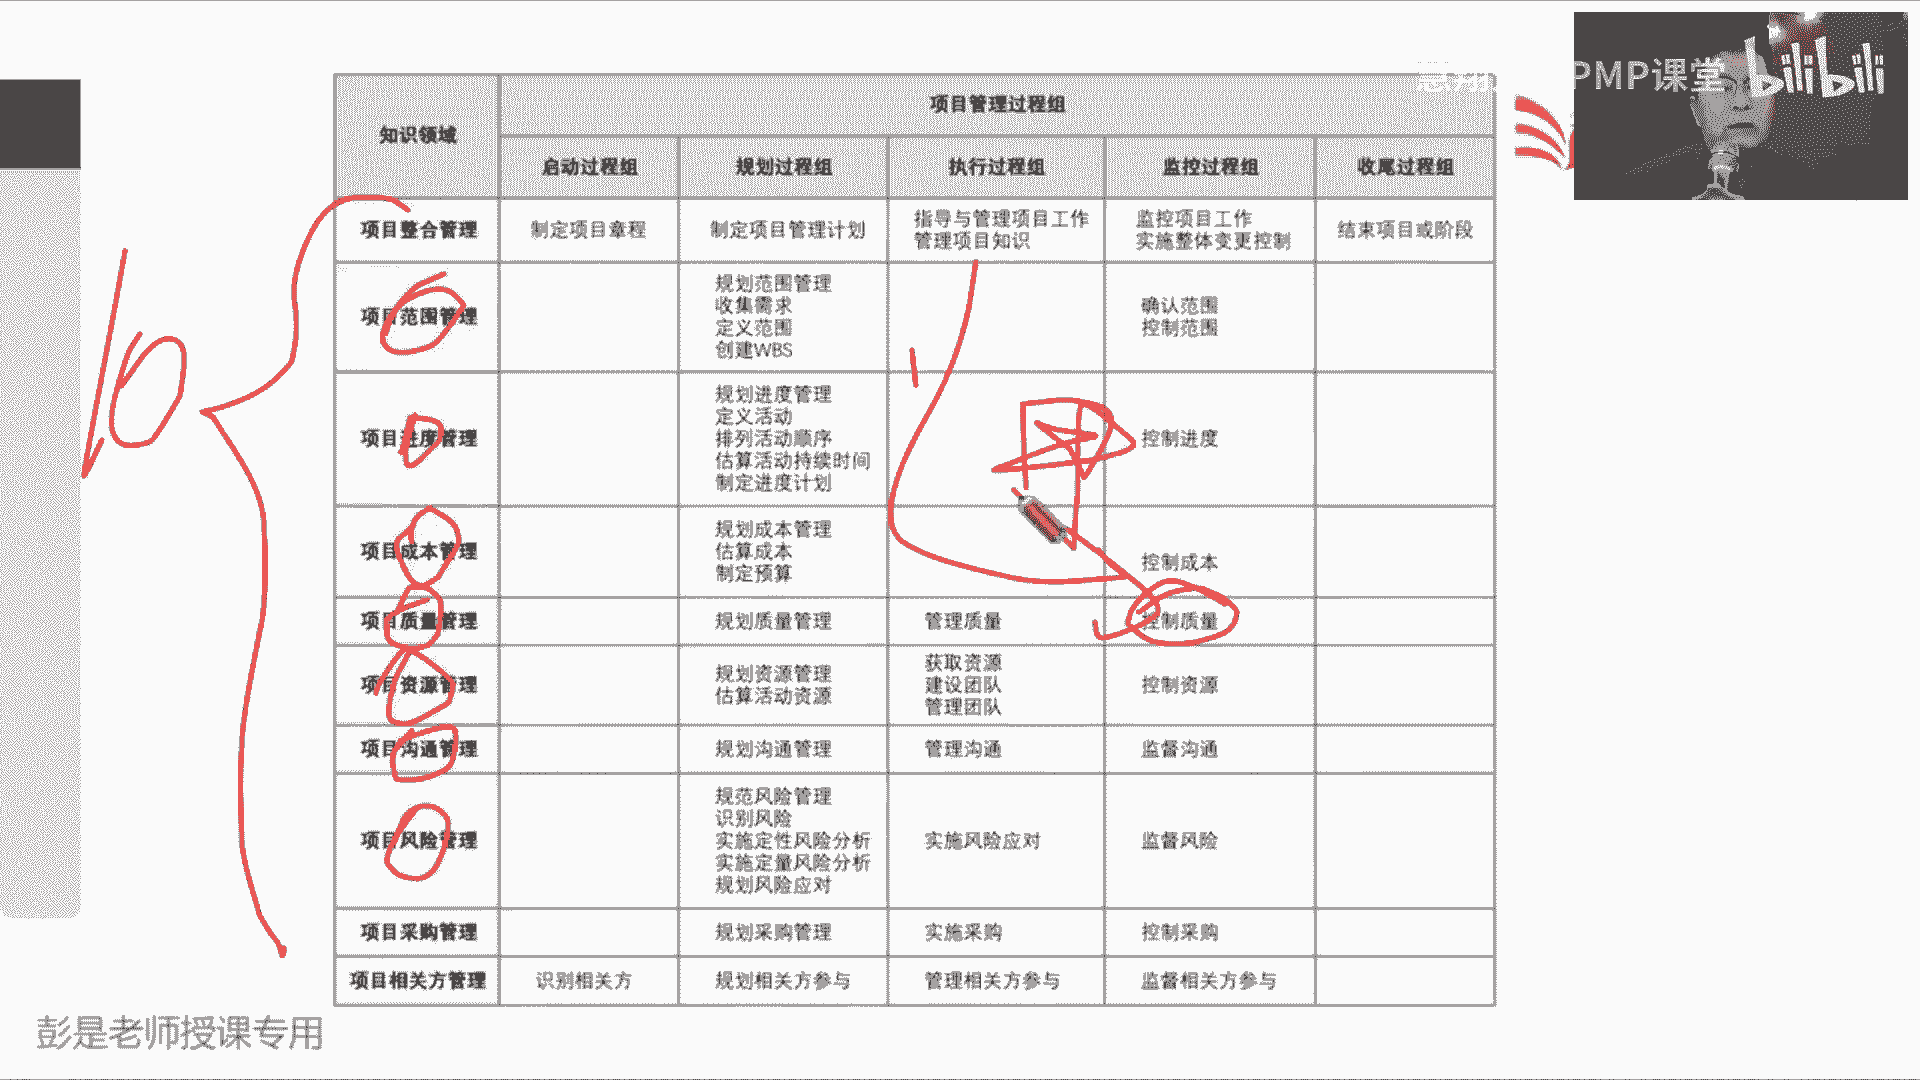 PMP课堂 bilibili
知识领域
项目管理过程组
启动过程组 规划过程组 执行过程组 监控过程组 收尾过程组
项目整合管理
制定项目章程
制定项目管理计划
指导与管理项目工作
管理项目知识
监控项目工作
实施整体变更控制
结束项目或阶段
10
项目范围管理
规划范围管理
收集需求
定义范围
创建WBS
确认范围
控制范围
项目进度管理
规划进度管理
定义活动
排列活动顺序
估算活动持续时间
制定进度计划
控制进度
项目成本管理
规划成本管理
估算成本
制定预算
控制成本
项目质量管理
规划质量管理
管理质量
控制质量
项目资源管理
规划资源管理
估算活动资源
获取资源
建设团队
管理团队
控制资源
项目沟通管理
规划沟通管理
管理沟通
监督沟通
项目风险管理
规范风险管理
识别风险
实施定性风险分析
实施定量风险分析
规划风险应对
实施风险应对
监督风险
项目采购管理
规划采购管理
实施采购
控制采购
项目相关方管理
识别相关方
规划相关方参与
管理相关方参与
监督相关方参与
彭是老师授课专用